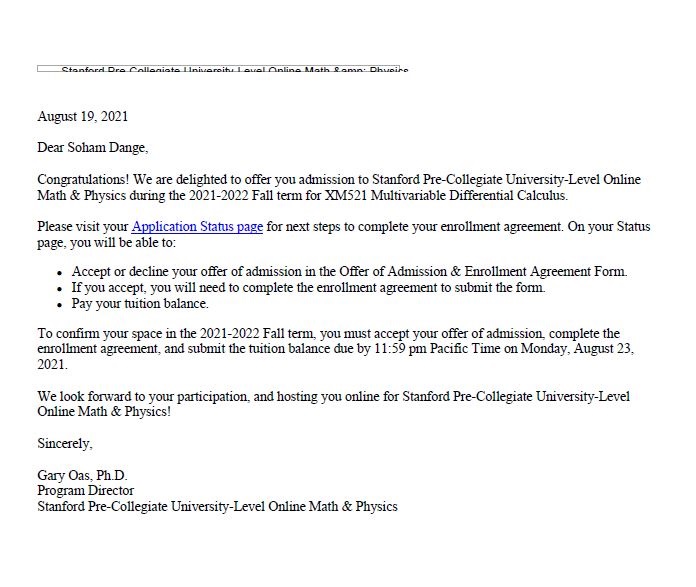 Stanford Pre-Collegiate University-Level Online Math &amp; Physics
August 19, 2021
Dear Soham Dange,
Congratulations! We are delighted to offer you admission to Stanford Pre-Collegiate University-Level Online
Math & Physics during the 2021-2022 Fall term for XM521 Multivariable Differential Calculus.
Please visit your Application Status page for next steps to complete your enrollment agreement. On your Status
page, you will be able to:
• Accept or decline your offer of admission in the Offer of Admission & Enrollment Agreement Form.
• If you accept, you will need to complete the enrollment agreement to submit the form.
• Pay your tuition balance.
To confirm your space in the 2021-2022 Fall term, you must accept your offer of admission, complete the
enrollment agreement, and submit the tuition balance due by 11:59 pm Pacific Time on Monday, August 23,
2021.
We look forward to your participation, and hosting you online for Stanford Pre-Collegiate University-Level
Online Math & Physics!
Sincerely,
Gary Oas, Ph.D.
Program Director
Stanford Pre-Collegiate University-Level Online Math & Physics